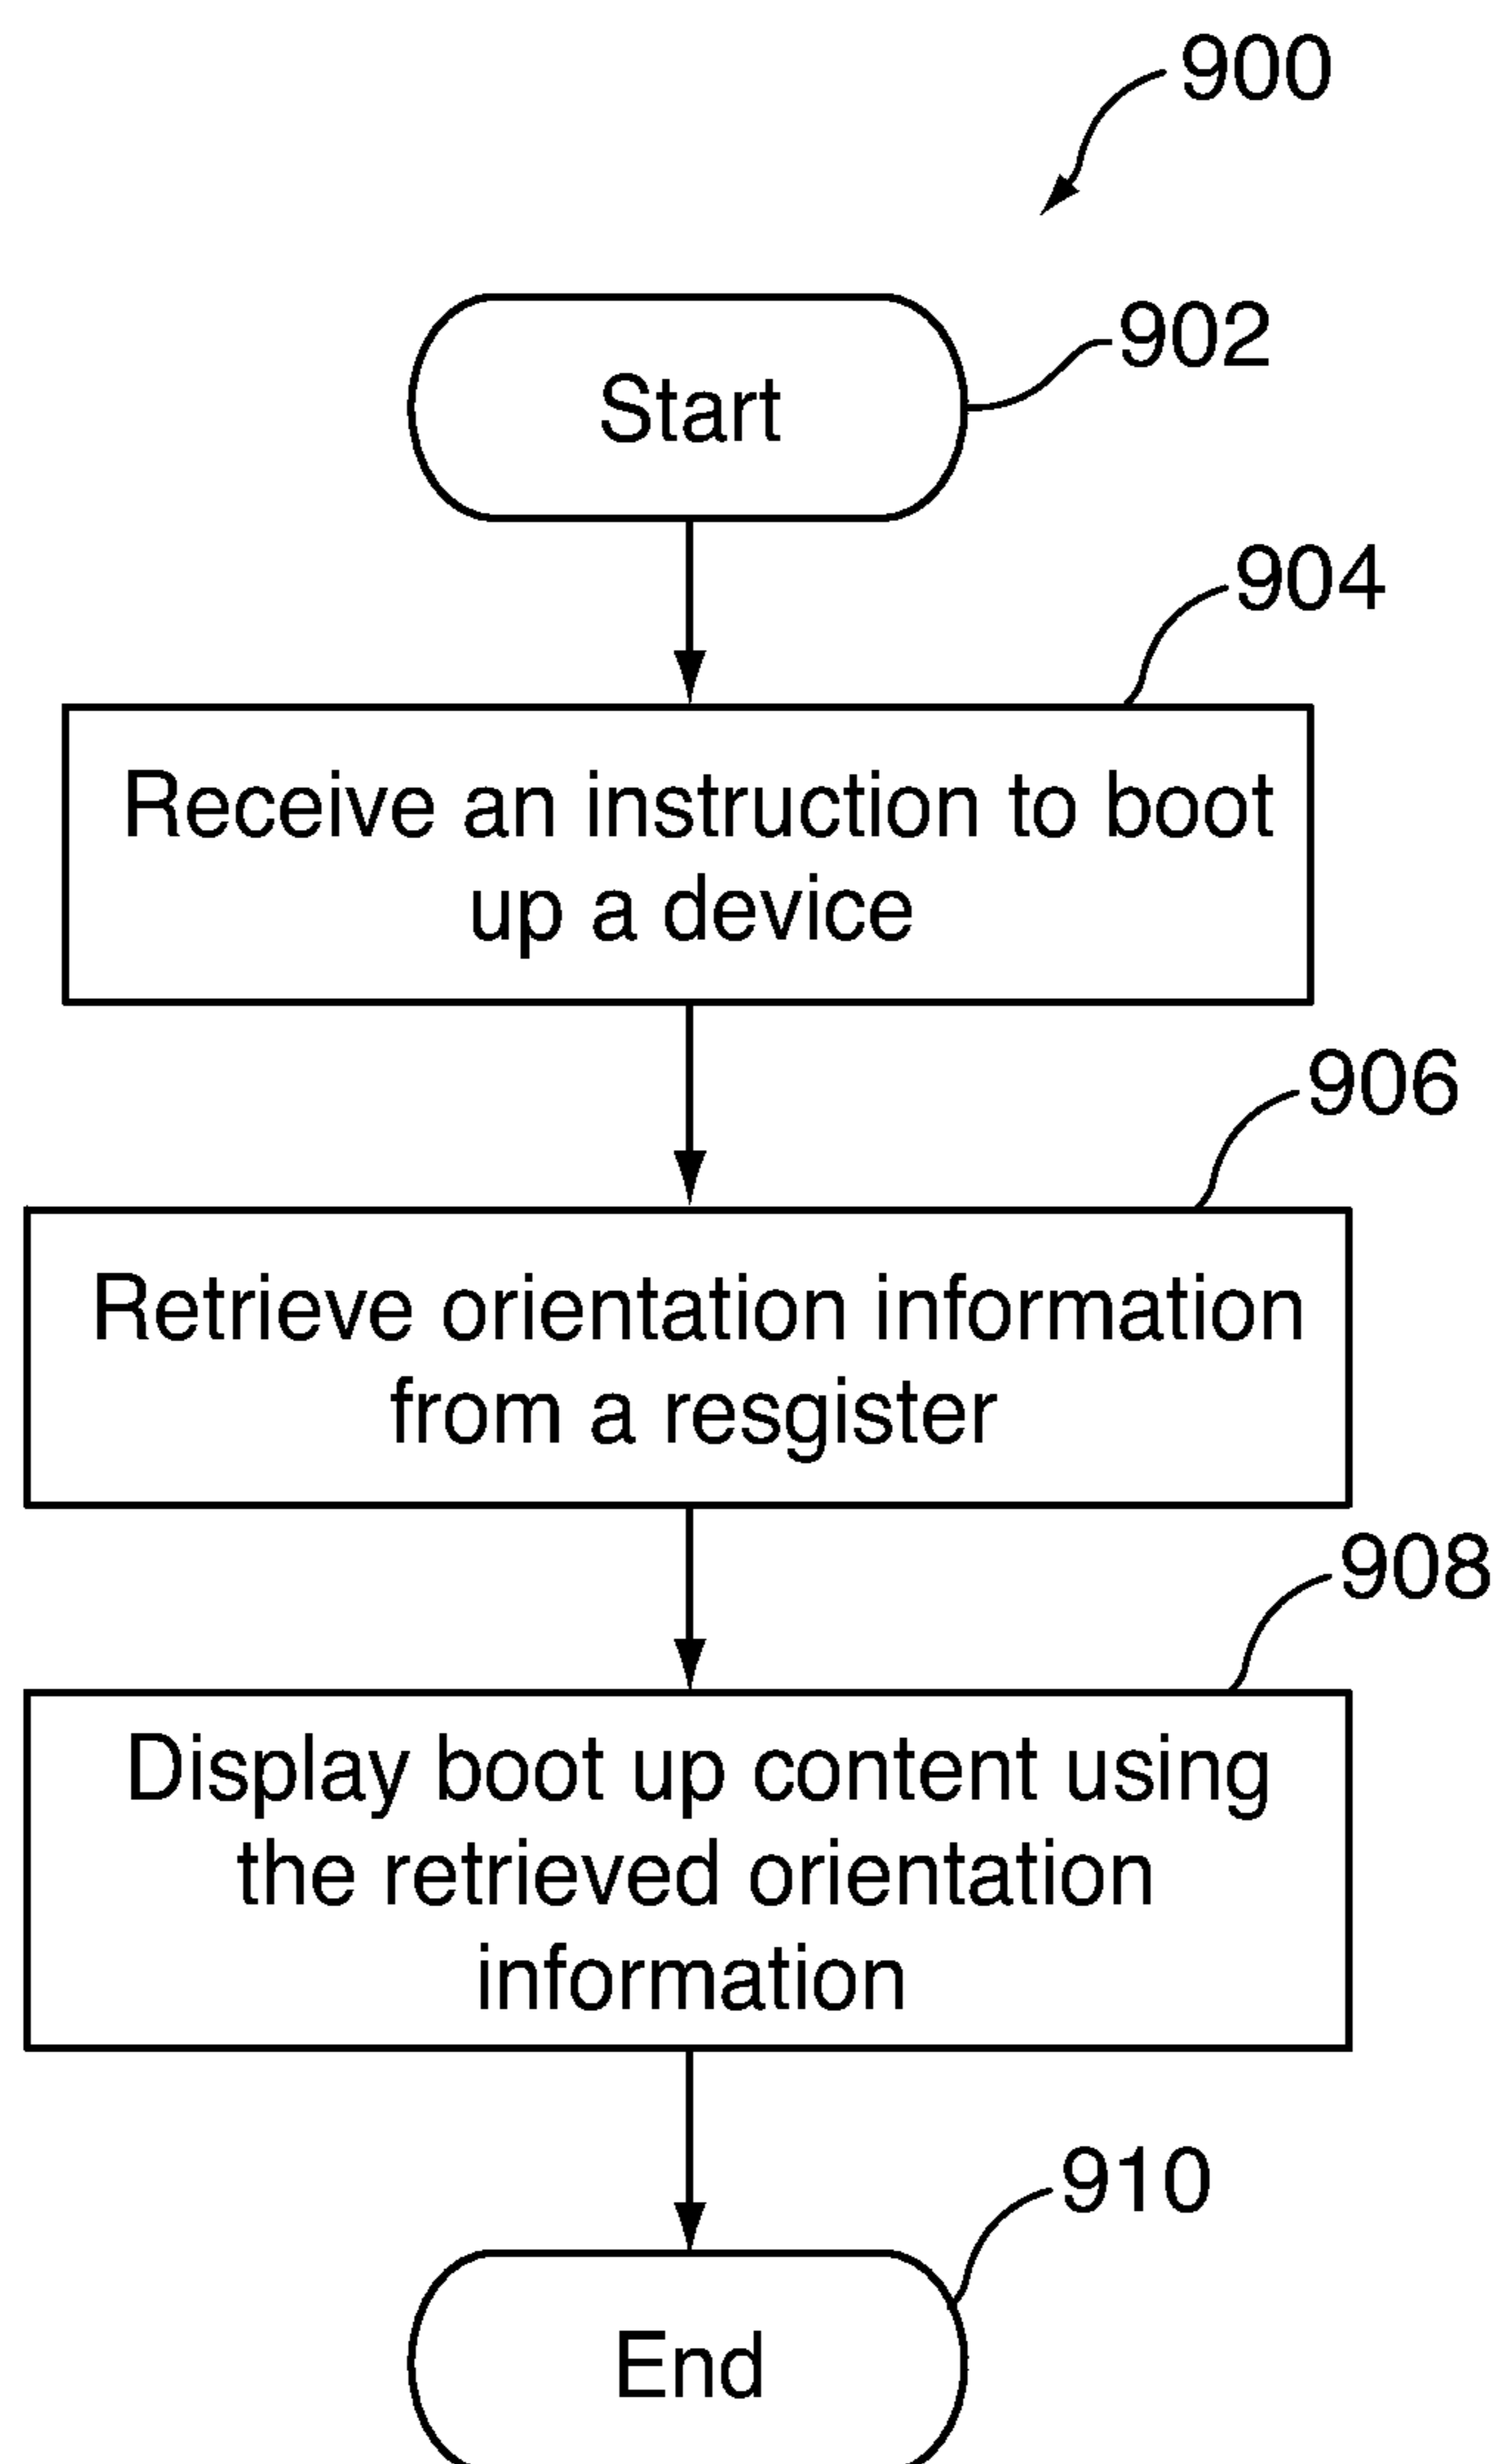 900
Start
902
904
Receive an instruction to boot
up a device
906
Retrieve orientation information
from a resgister
908
Display boot up content using
the retrieved orientation
information
910
End